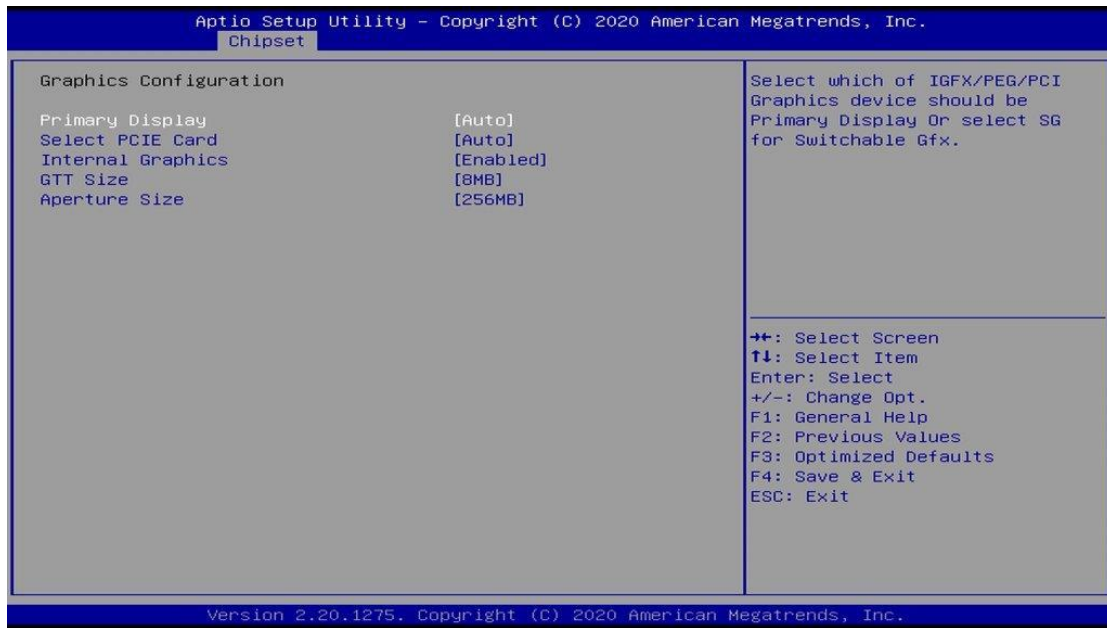 Aptio Setup Utility – Copyright (C) 2020 American Megatrends, Inc.
Chipset
Graphics Configuration
Primary Display [Auto]
Select PCIE Card [Auto]
Internal Graphics [Enabled]
GTT Size [8MB]
Aperture Size [256MB]
Select which of IGFX/PEG/PCI
Graphics device should be
Primary Display Or select SG
for Switchable Gfx.
→←: Select Screen
↑↓: Select Item
Enter: Select
+/-: Change Opt.
F1: General Help
F2: Previous Values
F3: Optimized Defaults
F4: Save & Exit
ESC: Exit
Version 2.20.1275. Copyright (C) 2020 American Megatrends, Inc.